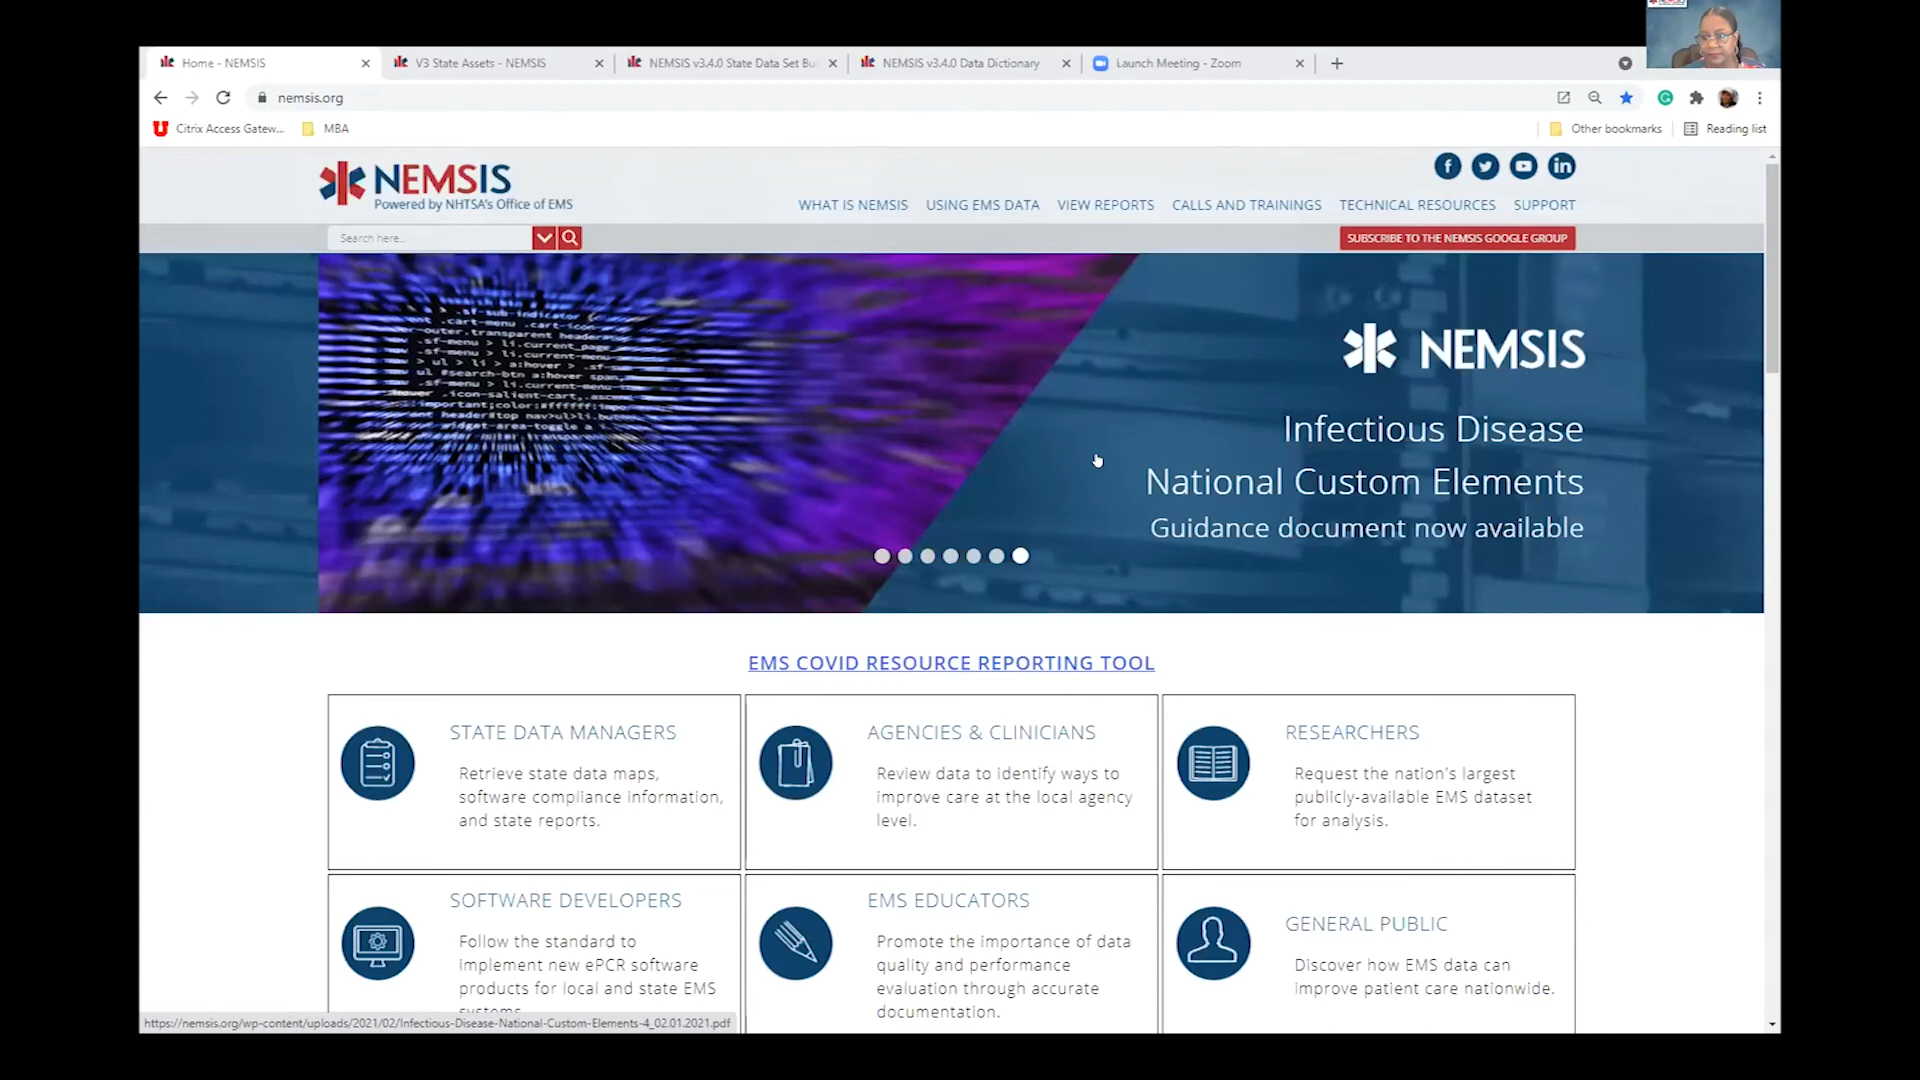 Home - NEMSIS
V3 State Assets - NEMSIS
NEMSIS v3.4.0 State Data Set Bu
NEMSIS v3.4.0 Data Dictionary
Launch Meeting - Zoom
nemsis.org
Citrix Access Gatew...
MBA
Other bookmarks
Reading list
NEMSIS
Powered by NHTSA's Office of EMS
WHAT IS NEMSIS
USING EMS DATA
VIEW REPORTS
CALLS AND TRAININGS
TECHNICAL RESOURCES
SUPPORT
Search here..
SUBSCRIBE TO THE NEMSIS GOOGLE GROUP
NEMSIS
Infectious Disease
National Custom Elements
Guidance document now available
EMS COVID RESOURCE REPORTING TOOL
STATE DATA MANAGERS
Retrieve state data maps,
software compliance information,
and state reports.
AGENCIES & CLINICIANS
Review data to identify ways to
improve care at the local agency
level.
RESEARCHERS
Request the nation's largest
publicly-available EMS dataset
for analysis.
SOFTWARE DEVELOPERS
Follow the standard to
implement new ePCR software
products for local and state EMS
systems.
EMS EDUCATORS
Promote the importance of data
quality and performance
evaluation through accurate
documentation.
GENERAL PUBLIC
Discover how EMS data can
improve patient care nationwide.
https://nemsis.org/wp-content/uploads/2021/02/Infectious-Disease-National-Custom-Elements-4_02.01.2021.pdf